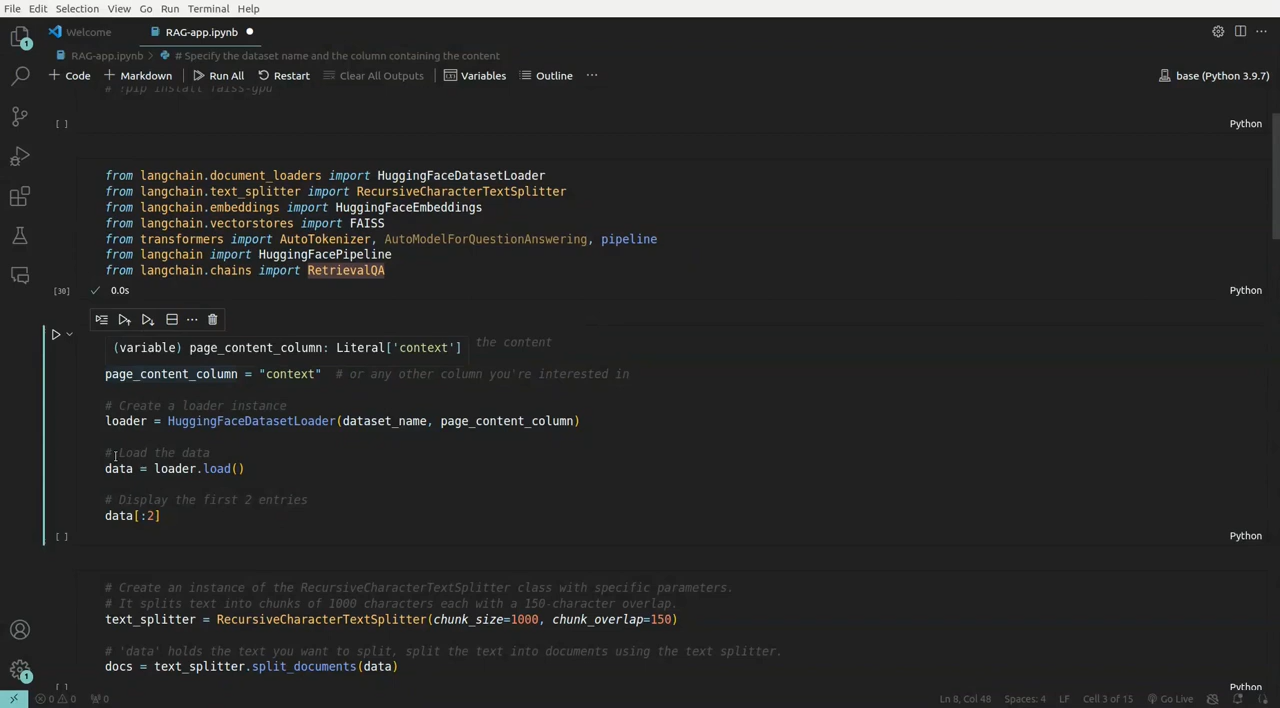 File Edit Selection View Go Run Terminal Help
Welcome RAG-app.ipynb
RAG-app.ipynb > # Specify the dataset name and the column containing the content
+ Code + Markdown Run All Restart Clear All Outputs Variables Outline ... base (Python 3.9.7)
# !pip install faiss-gpu
[ ] Python
from langchain.document_loaders import HuggingFaceDatasetLoader
from langchain.text_splitter import RecursiveCharacterTextSplitter
from langchain.embeddings import HuggingFaceEmbeddings
from langchain.vectorstores import FAISS
from transformers import AutoTokenizer, AutoModelForQuestionAnswering, pipeline
from langchain import HuggingFacePipeline
from langchain.chains import RetrievalQA
[30] 0.0s Python
the content
(variable) page_content_column: Literal['context']
page_content_column = "context" # or any other column you're interested in
# Create a loader instance
loader = HuggingFaceDatasetLoader(dataset_name, page_content_column)
# Load the data
data = loader.load()
# Display the first 2 entries
data[:2]
[ ] Python
# Create an instance of the RecursiveCharacterTextSplitter class with specific parameters.
# It splits text into chunks of 1000 characters each with a 150-character overlap.
text_splitter = RecursiveCharacterTextSplitter(chunk_size=1000, chunk_overlap=150)
# 'data' holds the text you want to split, split the text into documents using the text splitter.
docs = text_splitter.split_documents(data)
[ ] Python
1
1
0 0 0 Ln 8, Col 48 Spaces: 4 LF Cell 3 of 15 Go Live